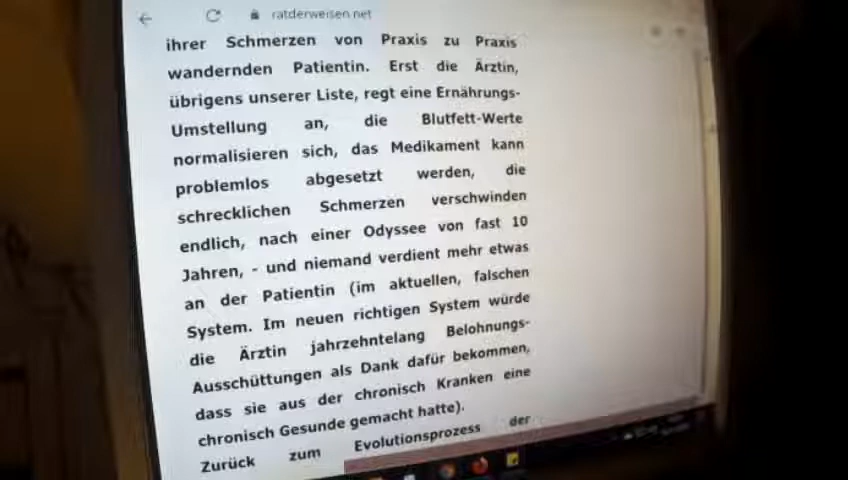 ratderweisen.net
ihrer Schmerzen von Praxis zu Praxis
wandernden Patientin. Erst die Ärztin,
übrigens unserer Liste, regt eine Ernährungs-
Umstellung an, die Blutfett-Werte
normalisieren sich, das Medikament kann
problemlos abgesetzt werden, die
schrecklichen Schmerzen verschwinden
endlich, nach einer Odyssee von fast 10
Jahren, - und niemand verdient mehr etwas
an der Patientin (im aktuellen, falschen
System. Im neuen richtigen System würde
die Ärztin jahrzehntelang Belohnungs-
Ausschüttungen als Dank dafür bekommen,
dass sie aus der chronisch Kranken eine
chronisch Gesunde gemacht hatte).
Zurück zum Evolutionsprozess der